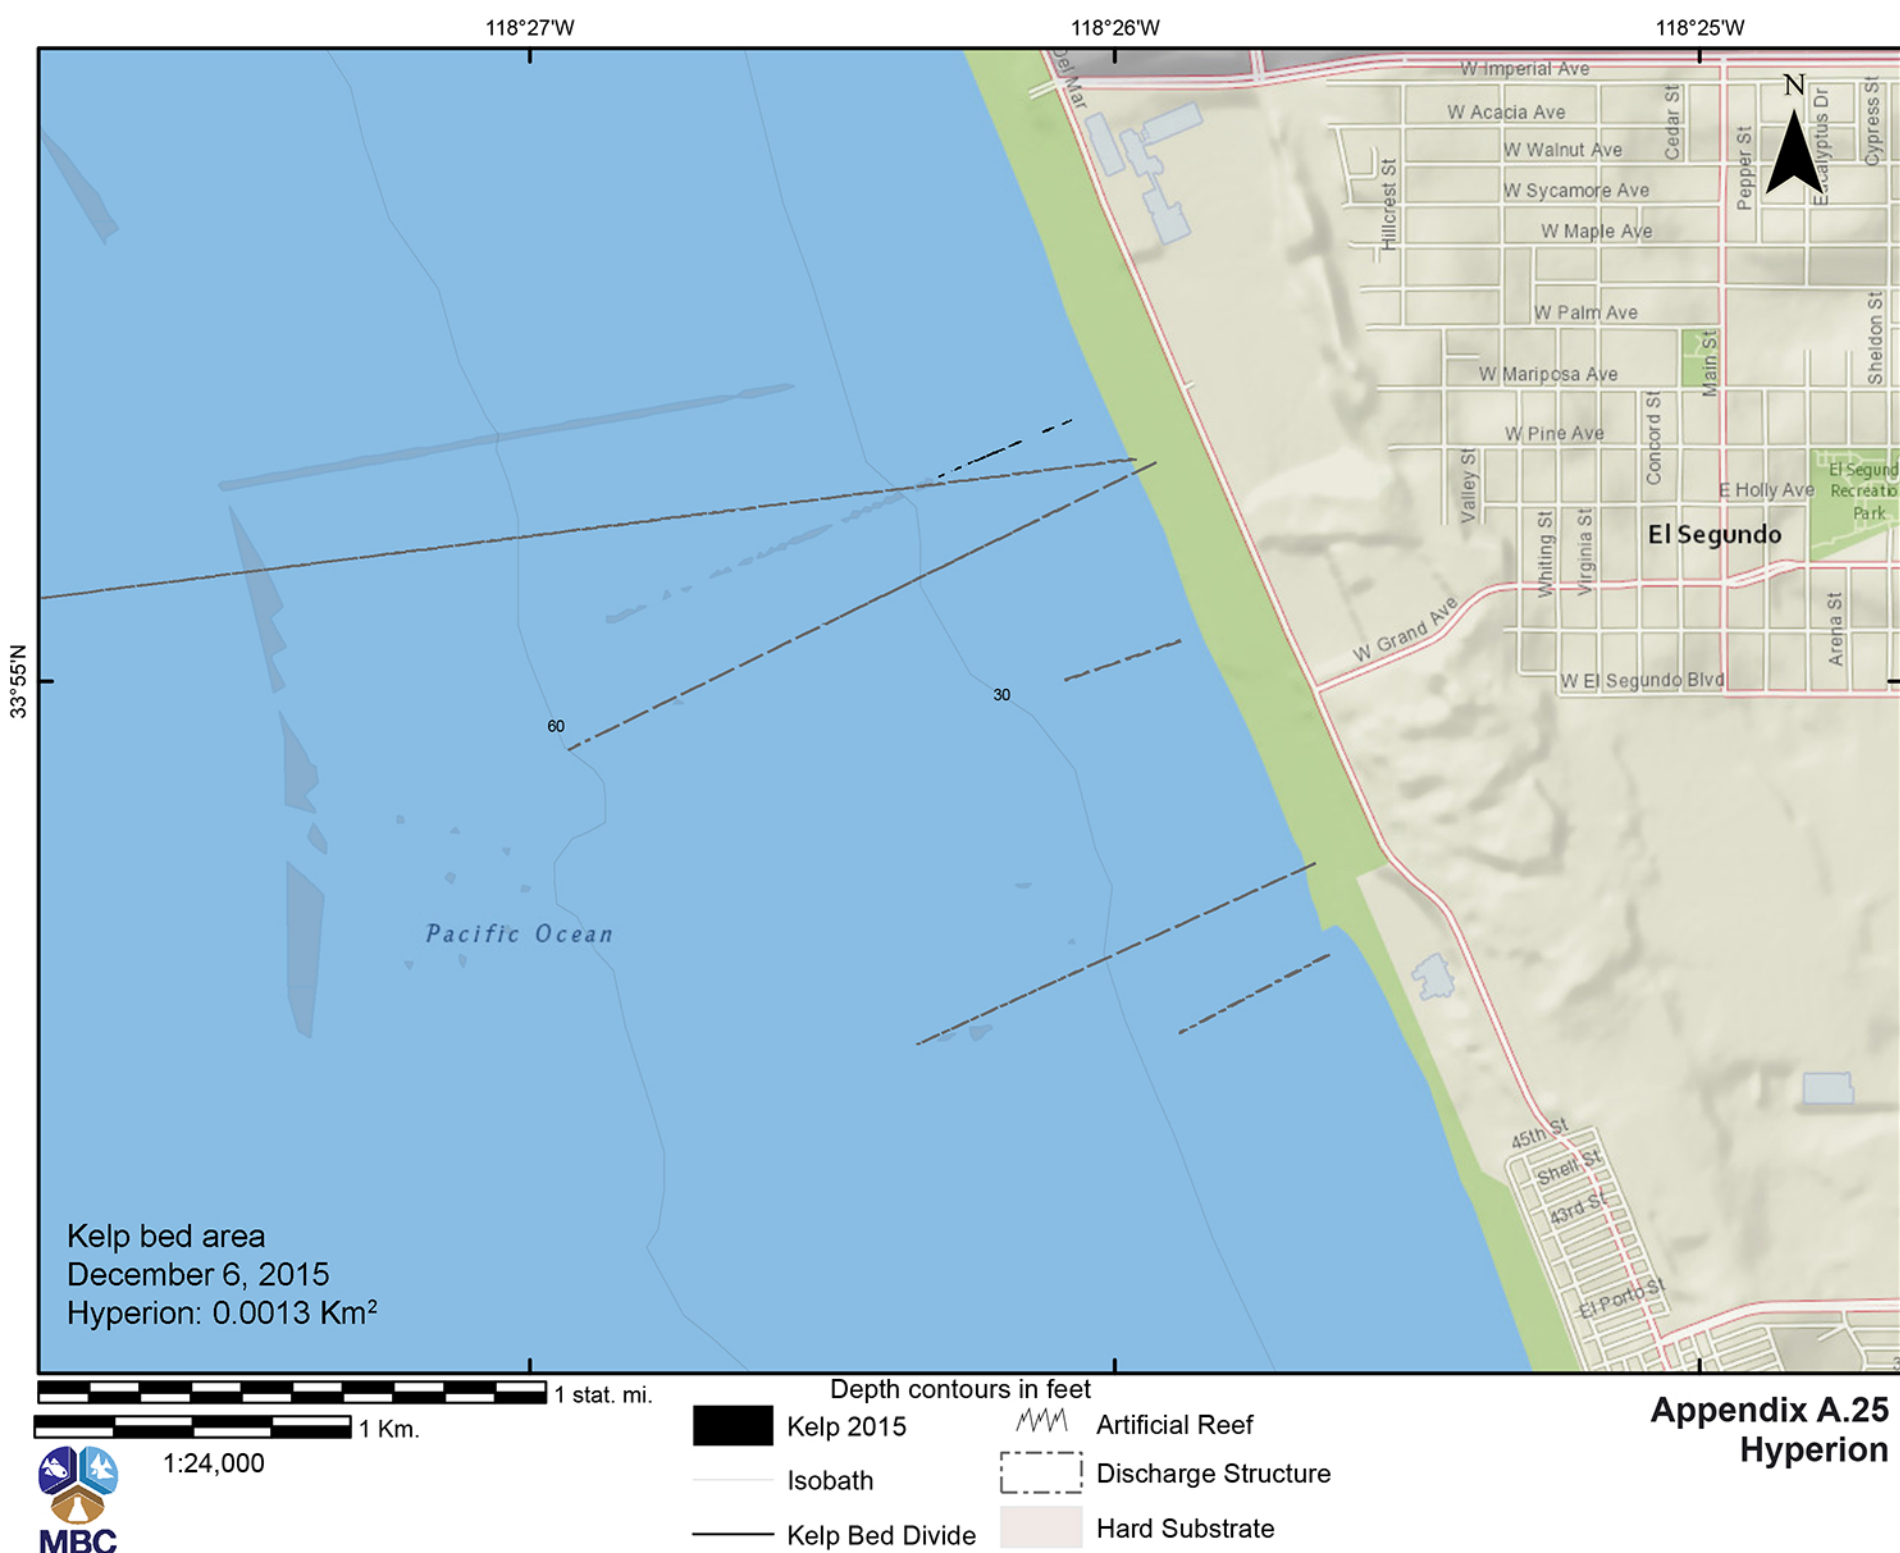 118°27'W
118°26'W
118°25'W
Del Mar
W Imperial Ave
N
W Acacia Ave
Cedar St
Pepper St
Eucalyptus Dr
Cypress St
W Walnut Ave
Hillcrest St
W Sycamore Ave
W Maple Ave
W Palm Ave
Sheldon St
Main St
W Mariposa Ave
Concord St
W Pine Ave
Valley St
E Holly Ave
El Segund
Recreatio
Park
El Segundo
Whiting St
Virginia St
W Grand Ave
Arena St
33°55'N
W El Segundo Blvd
30
60
Pacific Ocean
45th St
Shell St
43rd St
El Porto St
Kelp bed area
December 6, 2015
Hyperion: 0.0013 Km²
1 stat. mi.
1 Km.
1:24,000
MBC
Depth contours in feet
Kelp 2015
Isobath
Kelp Bed Divide
Artificial Reef
Discharge Structure
Hard Substrate
Appendix A.25
Hyperion